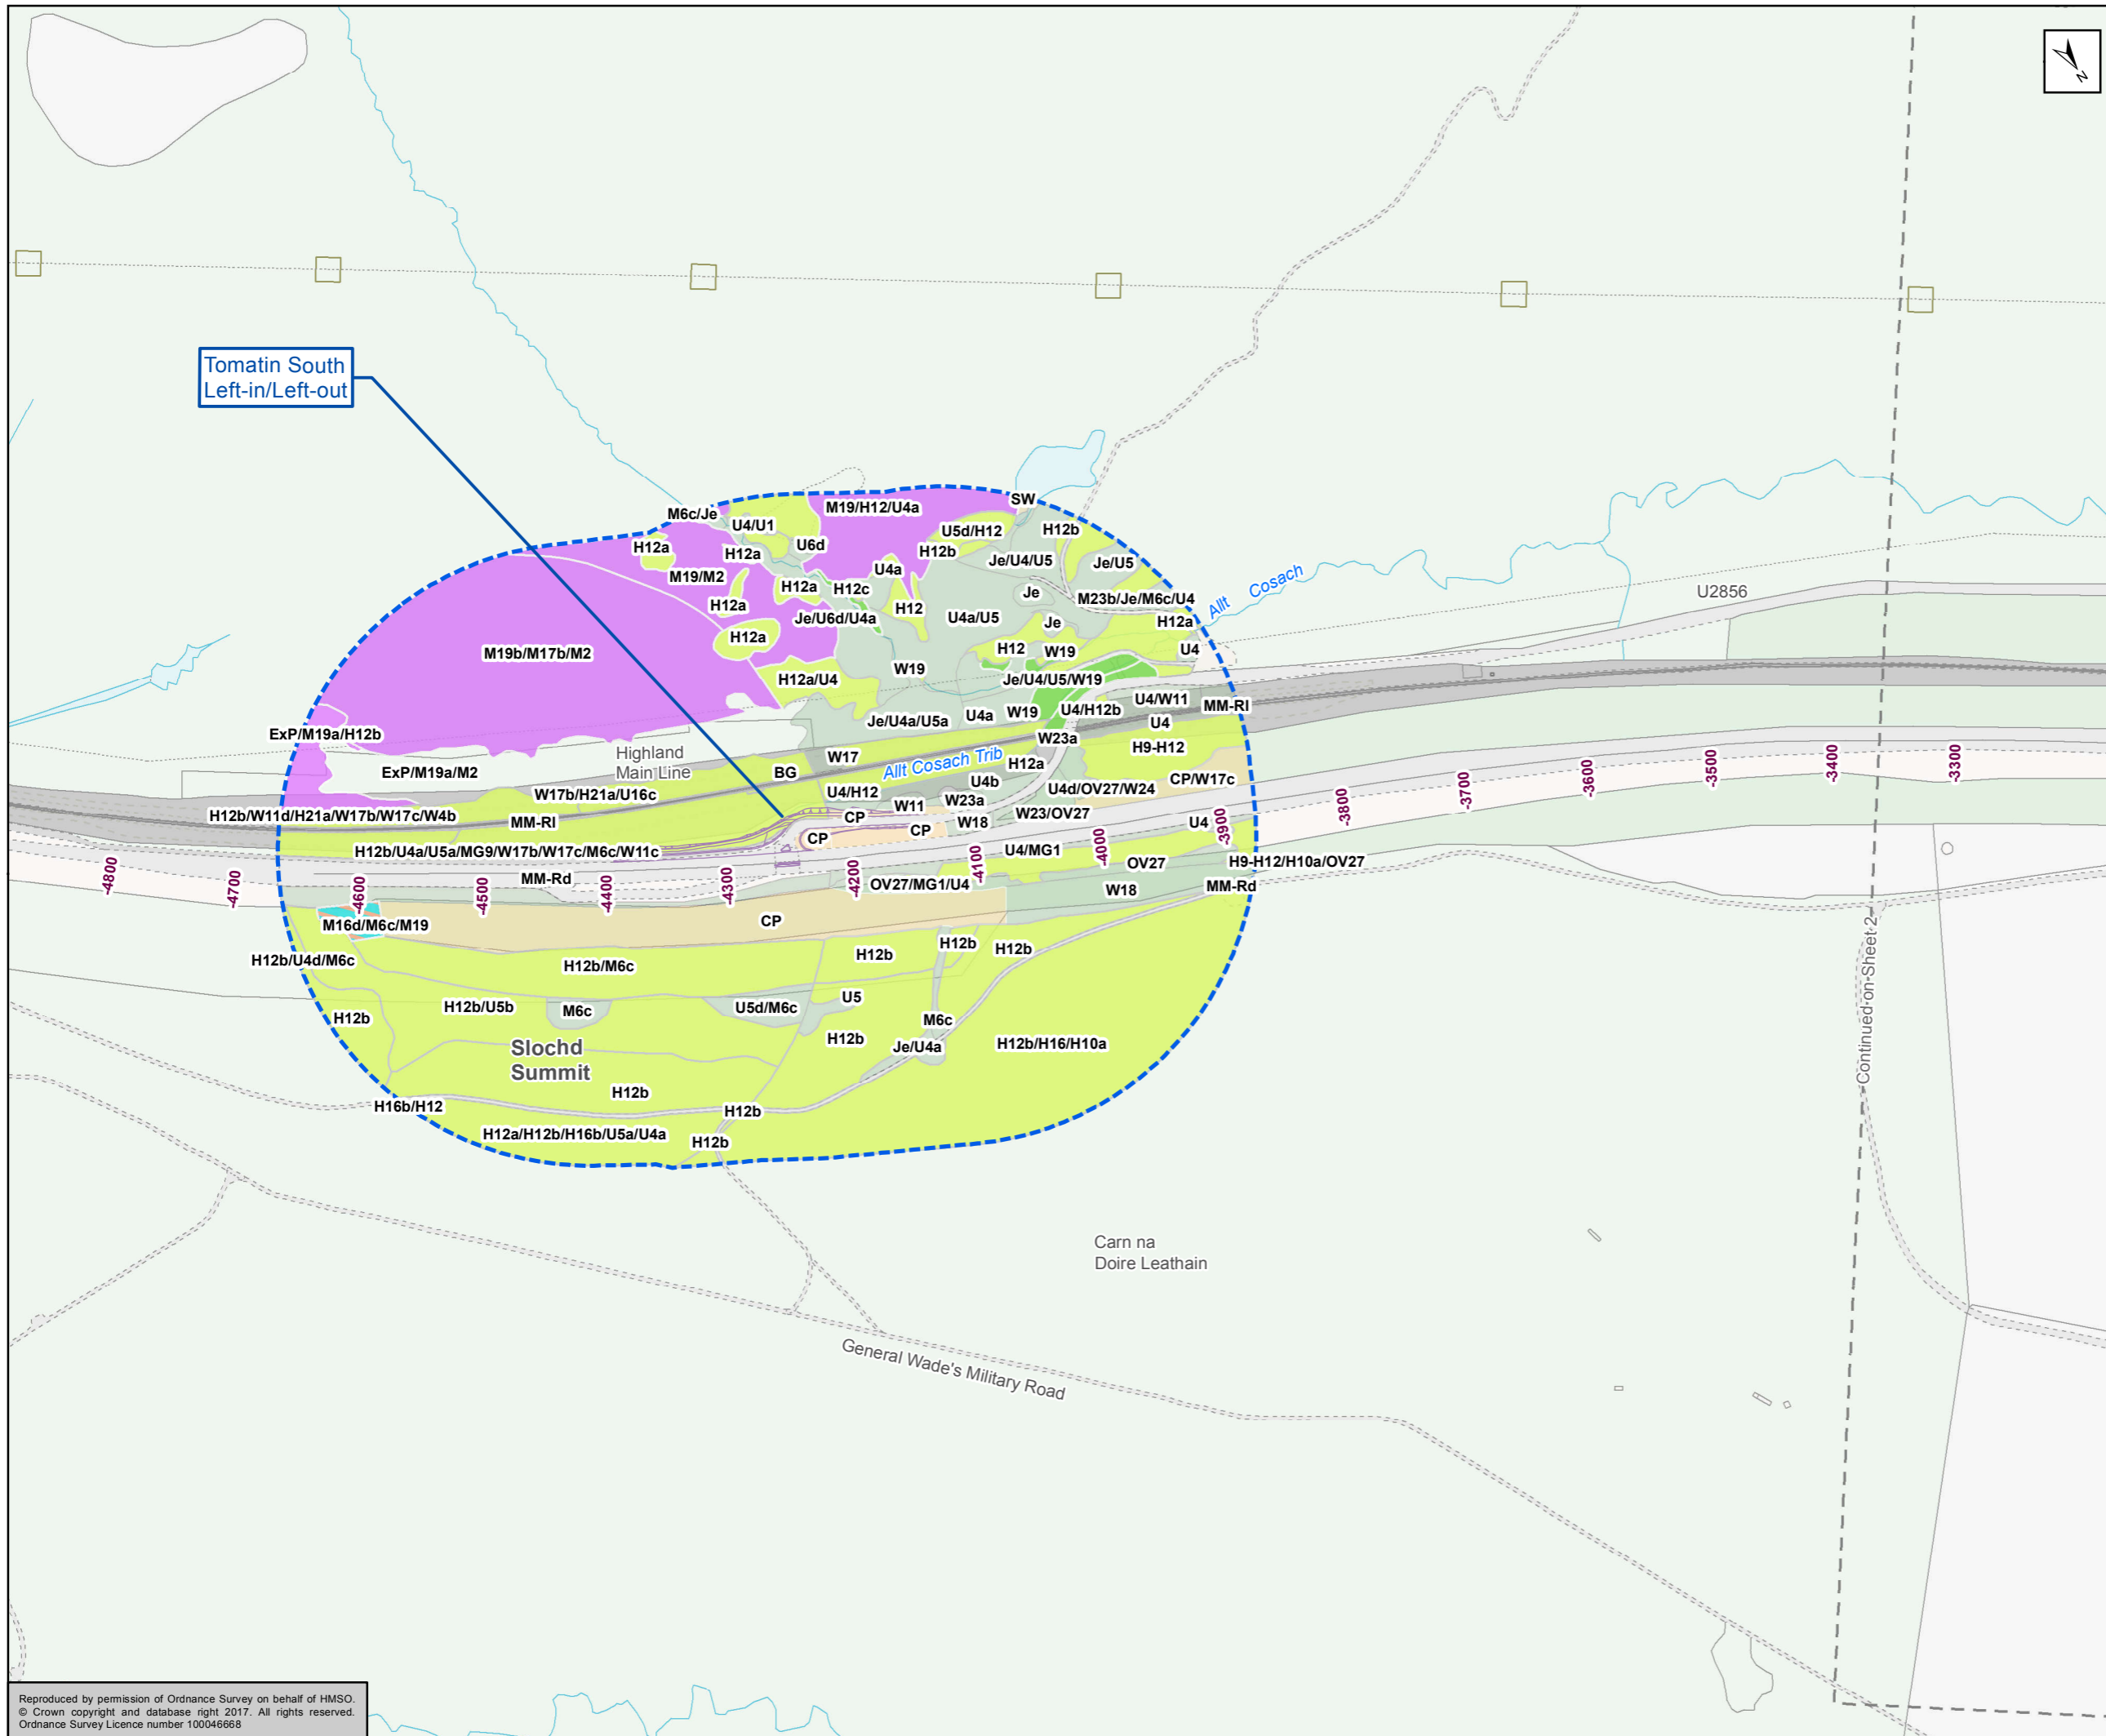 N
Tomatin South
Left-in/Left-out
SW
M6c/Je
M19/H12/U4a
U4/U1
U5d/H12
H12b
H12a
H12a
U6d
H12b
Je/U4/U5
Je/U5
M19/M2
U4a
H12a
H12c
Je
M23b/Je/M6c/U4
Allt Cosach
U2856
H12a
H12
Je/U6d/U4a
U4a/U5
Je
H12a
H12a
M19b/M17b/M2
H12
W19
U4
W19
H12a/U4
Je/U4/U5/W19
U4/W11
MM-Rl
Je/U4a/U5a
U4a
W19
U4/H12b
U4
ExP/M19a/H12b
W23a
H9-H12
Highland
Main Line
W17
Allt Cosach Trib
H12a
ExP/M19a/M2
BG
U4b
CP/W17c
W17b/H21a/U16c
U4/H12
U4d/OV27/W24
W11
W23a
H12b/W11d/H21a/W17b/W17c/W4b
MM-Rl
CP
W18
W23/OV27
CP
CP
U4
H12b/U4a/U5a/MG9/W17b/W17c/M6c/W11c
U4/MG1
OV27
H9-H12/H10a/OV27
MM-Rd
OV27/MG1/U4
W18
MM-Rd
-4800
-4700
-4600
-4500
-4400
-4300
-4200
-4100
-4000
-3900
-3800
-3700
-3600
-3500
-3400
-3300
M16d/M6c/M19
CP
H12b/U4d/M6c
H12b/M6c
H12b
H12b
H12b
H12b/U5b
M6c
U5d/M6c
U5
H12b
M6c
H12b
Je/U4a
H12b/H16/H10a
Slochd
Summit
H12b
H16b/H12
H12b
H12a/H12b/H16b/U5a/U4a
H12b
Continued on Sheet 2
Carn na
Doire Leathain
General Wade's Military Road
Reproduced by permission of Ordnance Survey on behalf of HMSO.
© Crown copyright and database right 2017. All rights reserved.
Ordnance Survey Licence number 100046668